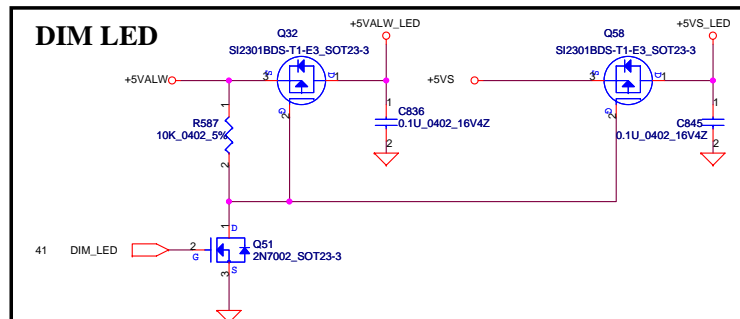 DIM LED
Q32
SI2301BDS-T1-E3_SOT23-3
+5VALW_LED
Q58
SI2301BDS-T1-E3_SOT23-3
+5VS_LED
+5VALW
3
S
D
1
G
2
+5VS
3
S
D
1
G
2
1
R587
10K_0402_5%
2
1
C836
0.1U_0402_16V4Z
2
1
C845
0.1U_0402_16V4Z
2
41
DIM_LED
2
G
1
D
Q51
2N7002_SOT23-3
3
S